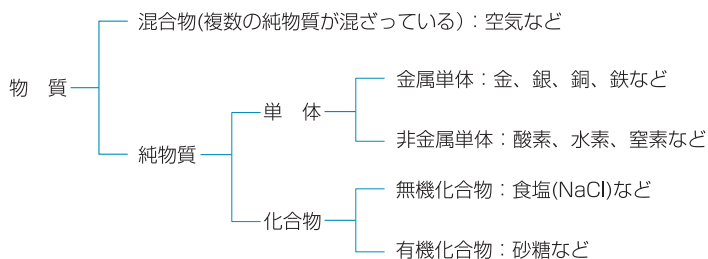 混合物(複数の純物質が混ざっている)：空気など
物　質
金属単体：金、銀、銅、鉄など
単　体
非金属単体：酸素、水素、窒素など
純物質
無機化合物：食塩(NaCl)など
化合物
有機化合物：砂糖など